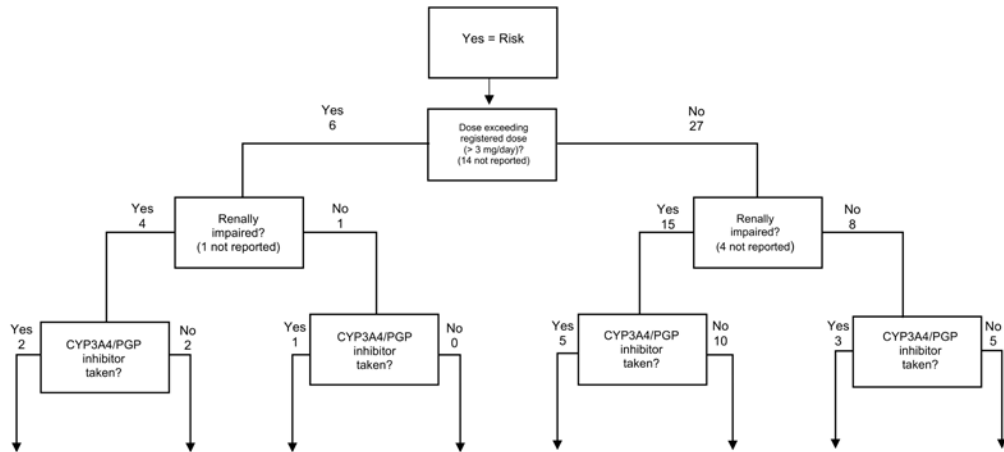 Yes = Risk
Yes
6
Dose exceeding
registered dose
(> 3 mg/day)?
(14 not reported)
No
27
Yes
4
Renally
impaired?
(1 not reported)
No
1
Yes
15
Renally
impaired?
(4 not reported)
No
8
Yes
2
CYP3A4/PGP
inhibitor
taken?
No
2
Yes
1
CYP3A4/PGP
inhibitor
taken?
No
0
Yes
5
CYP3A4/PGP
inhibitor
taken?
No
10
Yes
3
CYP3A4/PGP
inhibitor
taken?
No
5